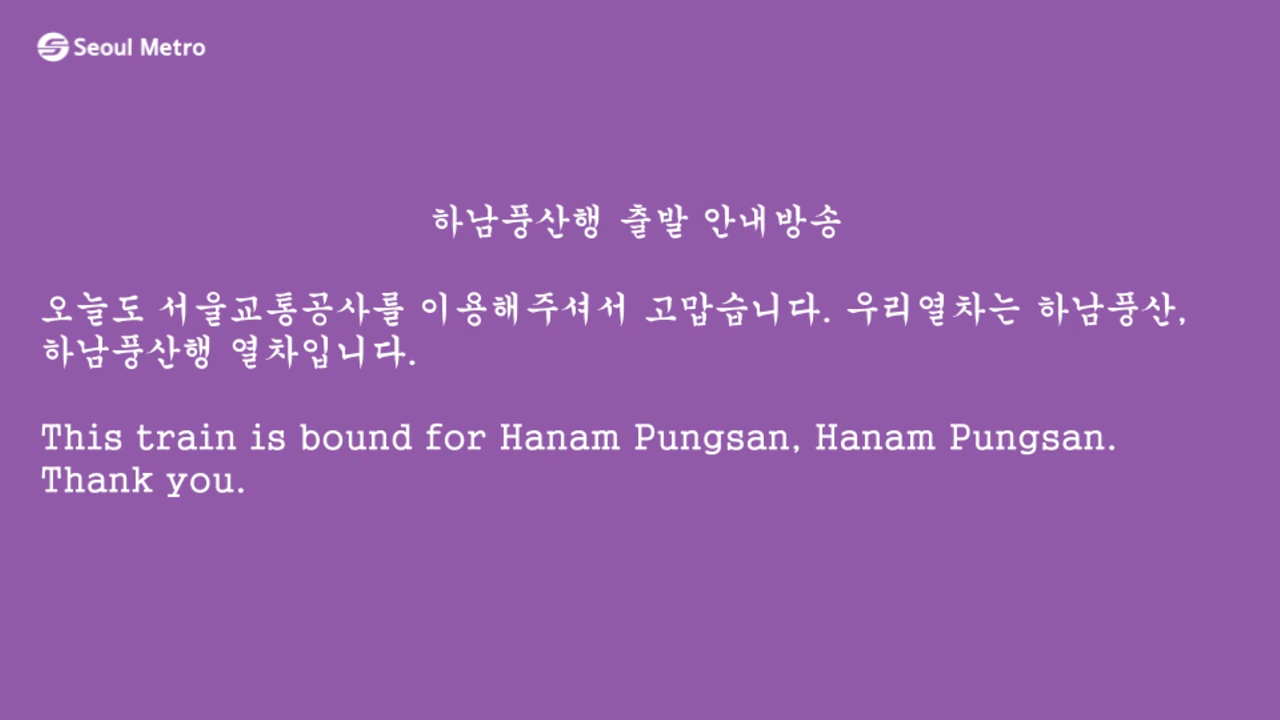 Seoul Metro
하남풍산행 출발 안내방송
오늘도 서울교통공사를 이용해주셔서 고맙습니다. 우리열차는 하남풍산,
하남풍산행 열차입니다.
This train is bound for Hanam Pungsan, Hanam Pungsan.
Thank you.